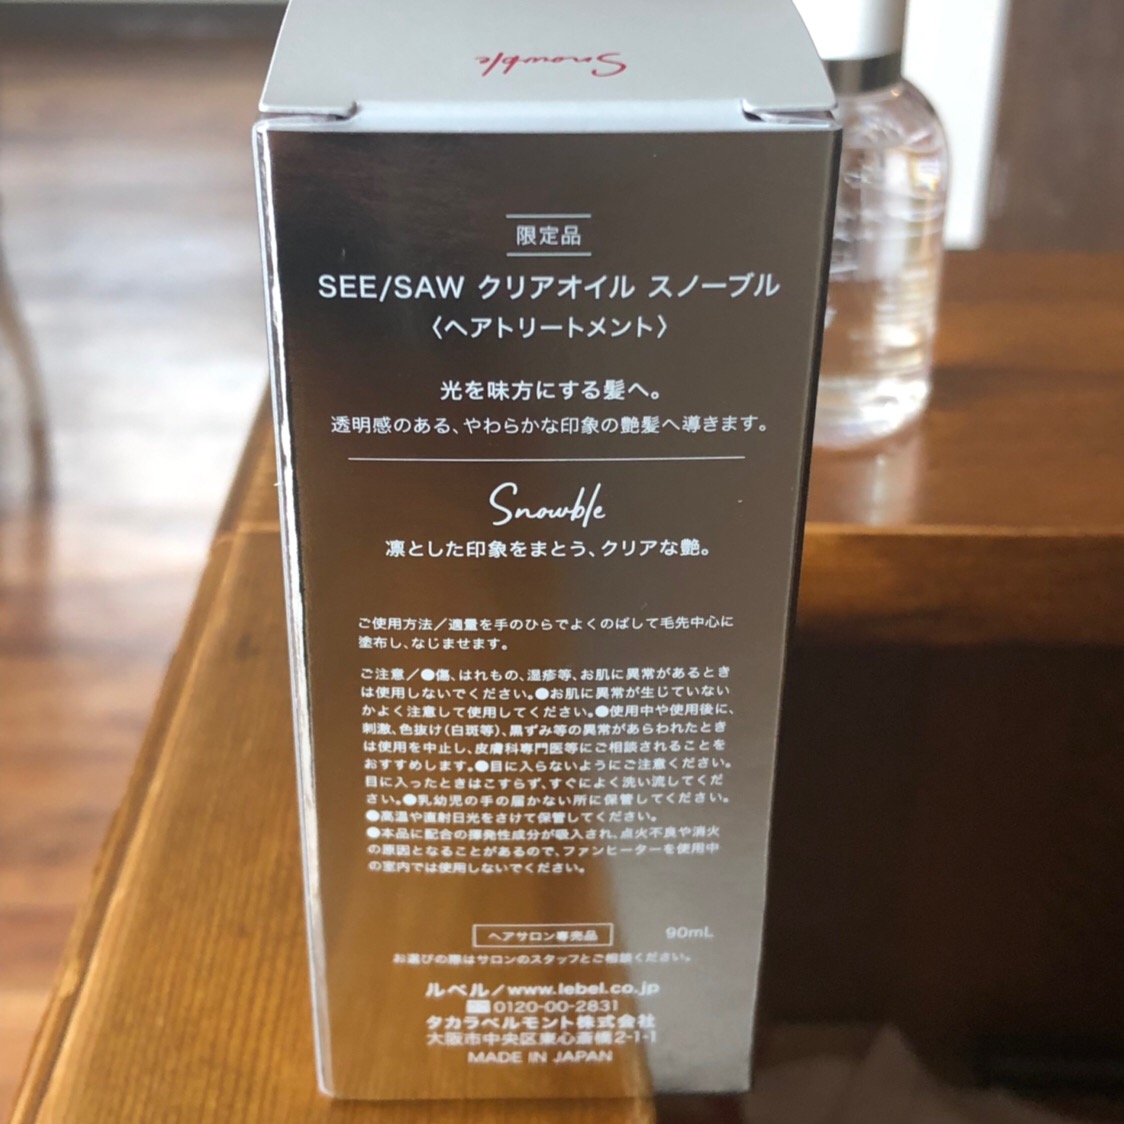 Snowble
限定品
SEE/SAW クリアオイル スノーブル
〈ヘアトリートメント〉
光を味方にする髪へ。
透明感のある、やわらかな印象の艶髪へ導きます。
Snowble
凛とした印象をまとう、クリアな艶。
ご使用方法／適量を手のひらでよくのばして毛先中心に
塗布し、なじませます。
ご注意／●傷、はれもの、湿疹等、お肌に異常があるとき
は使用しないでください。●お肌に異常が生じていない
かよく注意して使用してください。●使用中や使用後に、
刺激、色抜け(白斑等)、黒ずみ等の異常があらわれたとき
は使用を中止し、皮膚科専門医等にご相談されることを
おすすめします。●目に入らないようにご注意ください。
目に入ったときはこすらず、すぐによく洗い流してくだ
さい。●乳幼児の手の届かない所に保管してください。
●高温や直射日光をさけて保管してください。
●本品に配合の揮発性成分が吸入され、点火不良や消火
の原因となることがあるので、ファンヒーターを使用中
の室内では使用しないでください。
ヘアサロン専売品 90mL
お選びの際はサロンのスタッフとご相談ください。
ルベル／www.lebel.co.jp
0120-00-2831
タカラベルモント株式会社
大阪市中央区東心斎橋2-1-1
MADE IN JAPAN